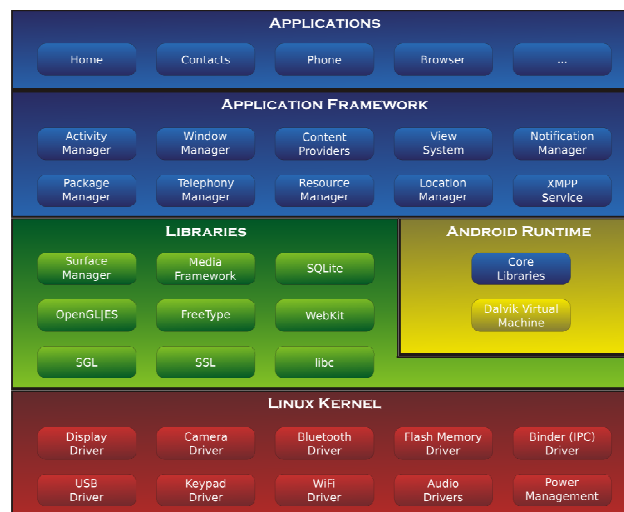 APPLICATIONS
Home Contacts Phone Browser ...
APPLICATION FRAMEWORK
Activity Manager Window Manager Content Providers View System Notification Manager
Package Manager Telephony Manager Resource Manager Location Manager XMPP Service
LIBRARIES
Surface Manager Media Framework SQLite
OpenGL|ES FreeType WebKit
SGL SSL libc
ANDROID RUNTIME
Core Libraries
Dalvik Virtual Machine
LINUX KERNEL
Display Driver Camera Driver Bluetooth Driver Flash Memory Driver Binder (IPC) Driver
USB Driver Keypad Driver WiFi Driver Audio Drivers Power Management